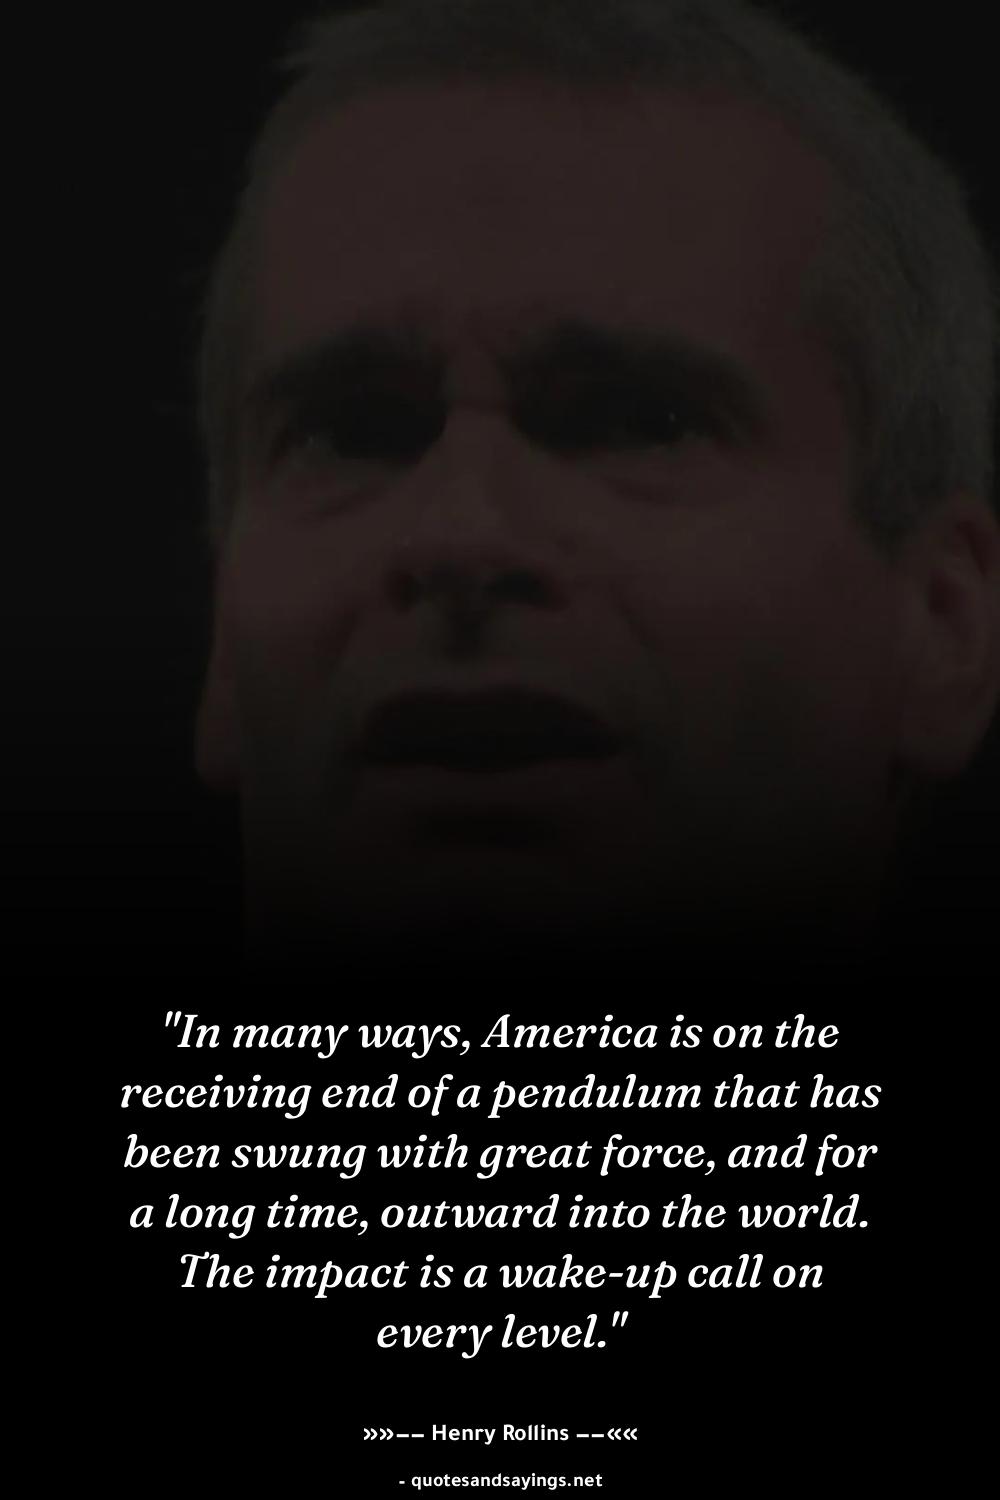 "In many ways, America is on the
receiving end of a pendulum that has
been swung with great force, and for
a long time, outward into the world.
The impact is a wake-up call on
every level."
»»−− Henry Rollins −−««
- quotesandsayings.net